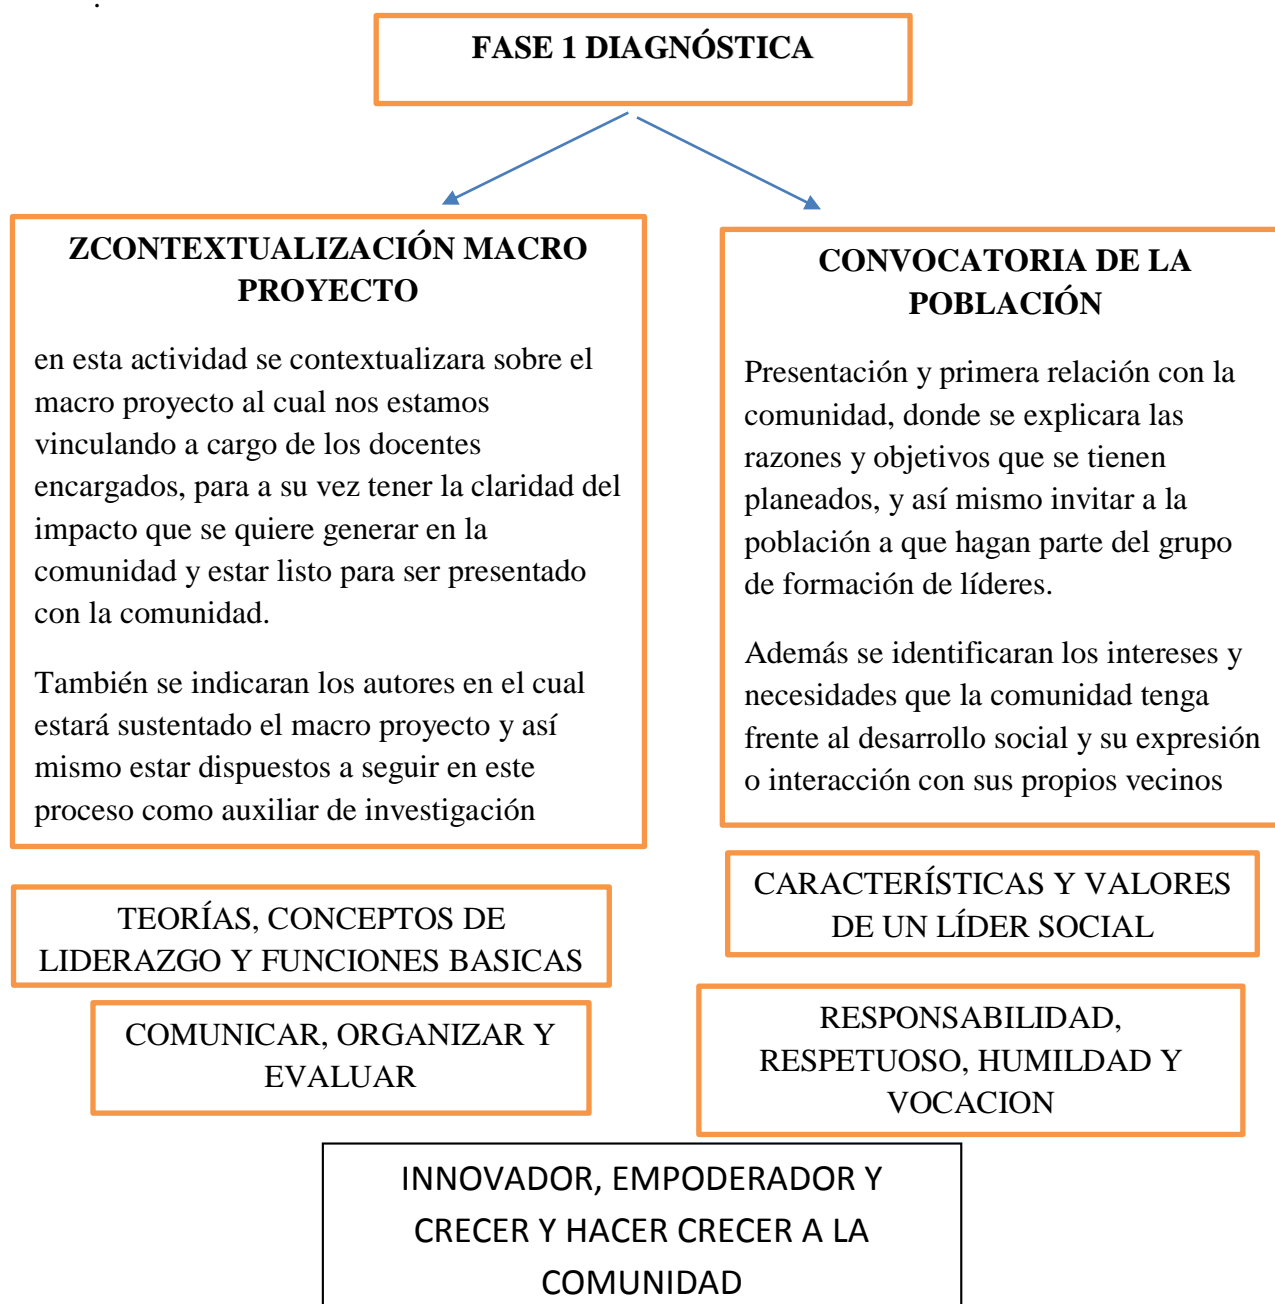 .
FASE 1 DIAGNÓSTICA
ZCONTEXTUALIZACIÓN MACRO
PROYECTO
en esta actividad se contextualizara sobre el
macro proyecto al cual nos estamos
vinculando a cargo de los docentes
encargados, para a su vez tener la claridad del
impacto que se quiere generar en la
comunidad y estar listo para ser presentado
con la comunidad.
También se indicaran los autores en el cual
estará sustentado el macro proyecto y así
mismo estar dispuestos a seguir en este
proceso como auxiliar de investigación
CONVOCATORIA DE LA
POBLACIÓN
Presentación y primera relación con la
comunidad, donde se explicara las
razones y objetivos que se tienen
planeados, y así mismo invitar a la
población a que hagan parte del grupo
de formación de líderes.
Además se identificaran los intereses y
necesidades que la comunidad tenga
frente al desarrollo social y su expresión
o interacción con sus propios vecinos
TEORÍAS, CONCEPTOS DE
LIDERAZGO Y FUNCIONES BASICAS
CARACTERÍSTICAS Y VALORES
DE UN LÍDER SOCIAL
COMUNICAR, ORGANIZAR Y
EVALUAR
RESPONSABILIDAD,
RESPETUOSO, HUMILDAD Y
VOCACION
INNOVADOR, EMPODERADOR Y
CRECER Y HACER CRECER A LA
COMUNIDAD